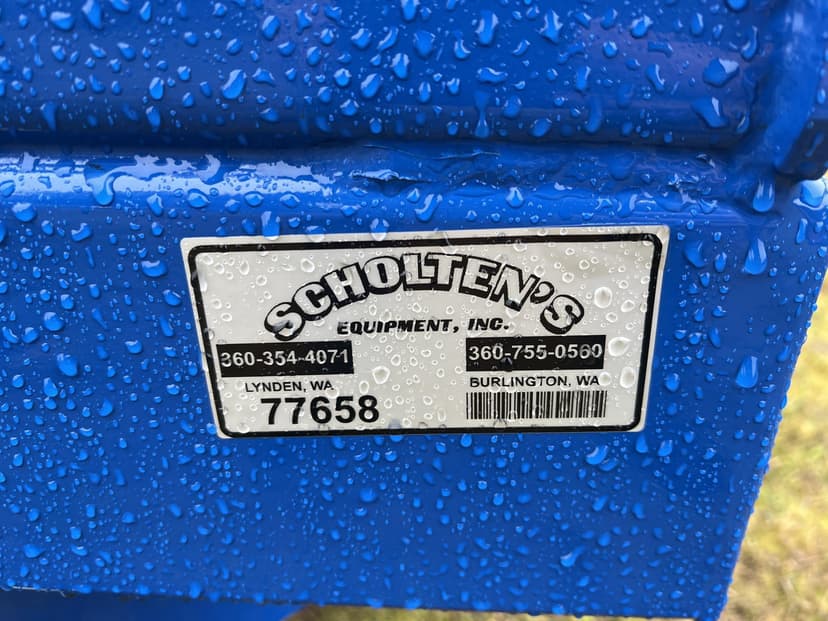 SCHOLTEN'S
EQUIPMENT, INC.
360-354-4071 360-755-0560
LYNDEN, WA BURLINGTON, WA
77658